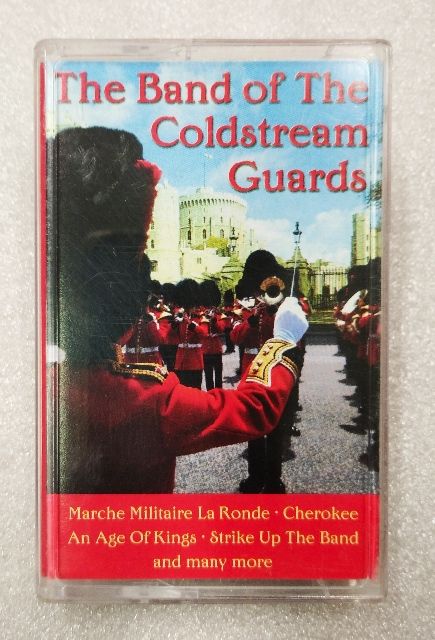 The Band of The
Coldstream
Guards
Marche Militaire La Ronde · Cherokee
An Age Of Kings · Strike Up The Band
and many more